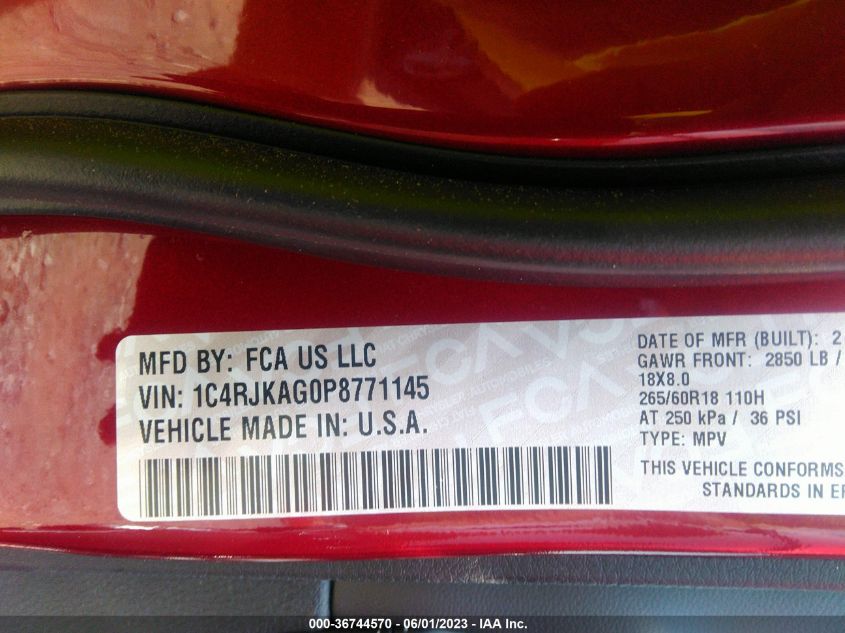 MFD BY: FCA US LLC
VIN: 1C4RJKAG0P8771145
VEHICLE MADE IN: U.S.A.
DATE OF MFR (BUILT): 2
GAWR FRONT: 2850 LB /
18X8.0
265/60R18 110H
AT 250 kPa / 36 PSI
TYPE: MPV
THIS VEHICLE CONFORMS
STANDARDS IN EF
000-36744570 - 06/01/2023 - IAA Inc.